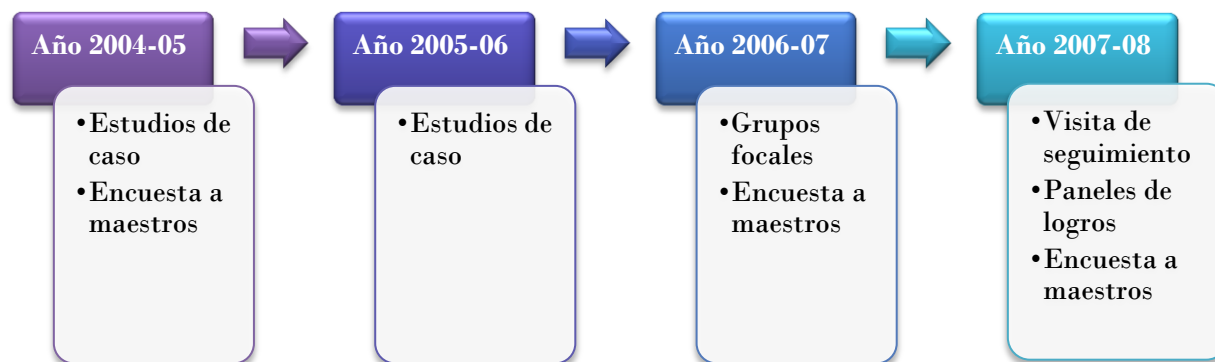 Año 2004-05
•Estudios de
caso
•Encuesta a
maestros
Año 2005-06
•Estudios de
caso
Año 2006-07
•Grupos
focales
•Encuesta a
maestros
Año 2007-08
•Visita de
seguimiento
•Paneles de
logros
•Encuesta a
maestros